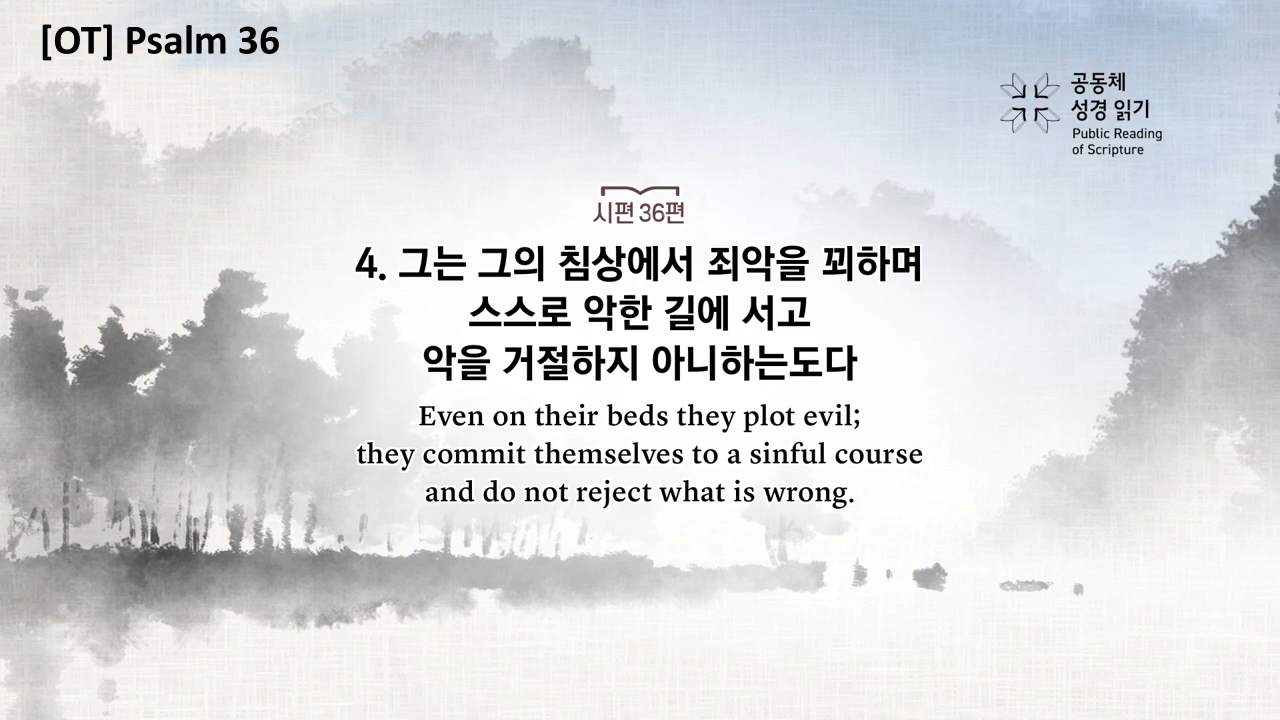 [OT] Psalm 36
공동체
성경 읽기
Public Reading
of Scripture
시편 36편
4. 그는 그의 침상에서 죄악을 꾀하며
스스로 악한 길에 서고
악을 거절하지 아니하는도다
Even on their beds they plot evil;
they commit themselves to a sinful course
and do not reject what is wrong.